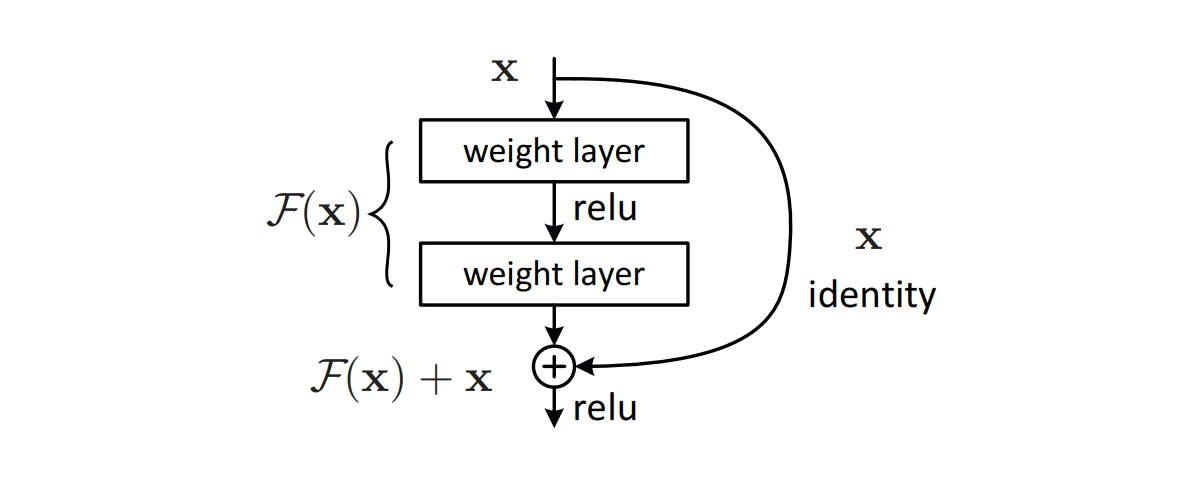 x
weight layer
relu
F(x)
weight layer
x
identity
F(x) + x
relu